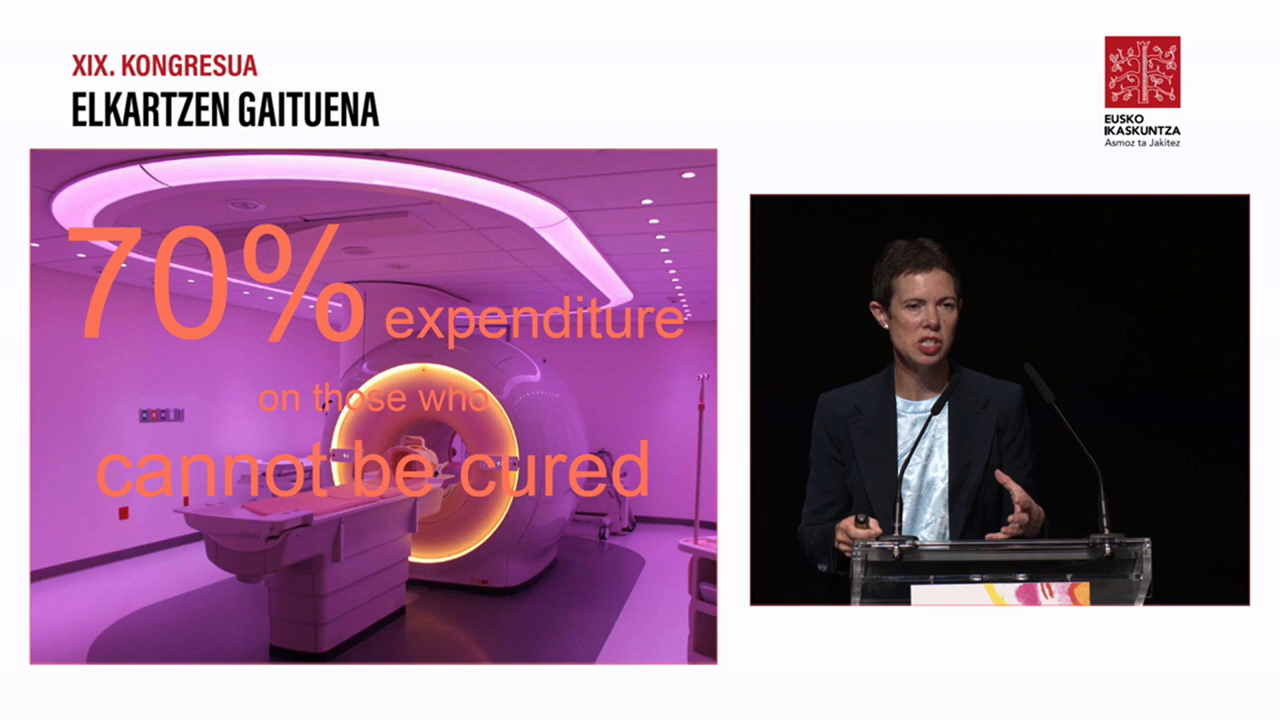 XIX. KONGRESUA
ELKARTZEN GAITUENA
EUSKO
IKASKUNTZA
Asmoz ta Jakitez
70% expenditure
on those who
cannot be cured